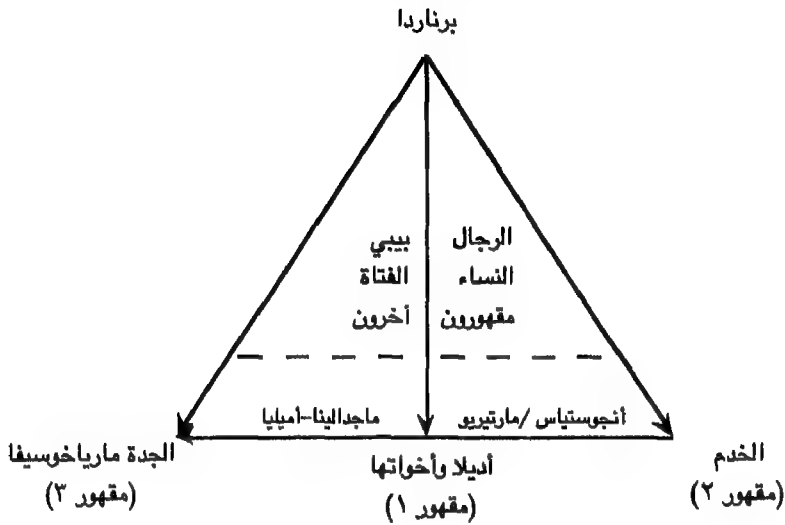 برناردا
الرجال
النساء
مقهورون
بيبي
الفتاة
أخرون
أنجوستياس /مارتيريو
ماجدالينا-أميليا
الخدم
(مقهور ٢)
أديلا وأخواتها
(مقهور ١)
الجدة مارياخوسيفا
(مقهور ٣)